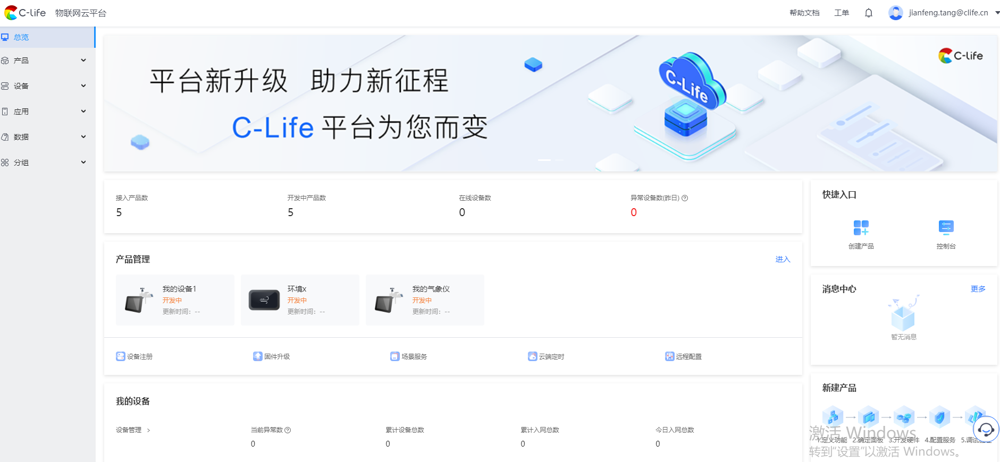 C-Life 物联网云平台
帮助文档 工单 jianfeng.tang@clife.cn
总览
产品
设备
应用
数据
分组
平台新升级 助力新征程
C-Life 平台为您而变
C-Life
C-Life
接入产品数 开发中产品数 在线设备数 异常设备数(昨日)
5 5 0 0
产品管理 进入
我的设备1
开发中
更新时间：--
环境x
开发中
更新时间：--
我的气象仪
开发中
更新时间：--
设备注册 固件升级 场景服务 云端定时 远程配置
我的设备
设备管理 > 当前异常数 累计设备总数 累计入网总数 今日入网总数
0 0 0 0
快捷入口
创建产品 控制台
消息中心 更多
暂无消息
新建产品
1.定义功能 2.确定面板 3.开发硬件 4.配置服务 5.调试
激活 Windows
转到“设置”以激活 Windows。